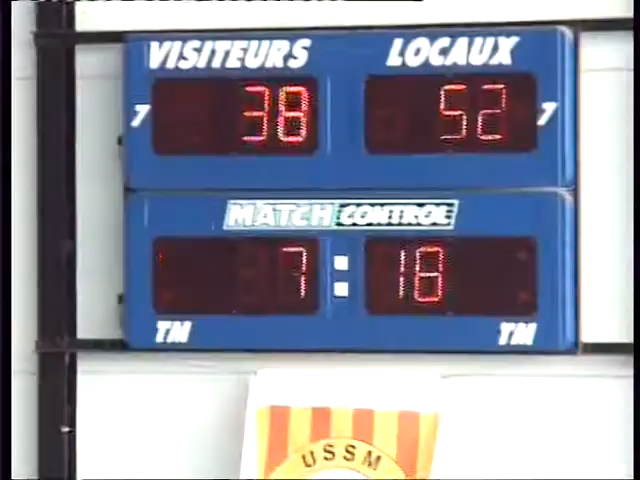 VISITEURS LOCAUX
7 38 52 7
MATCH CONTROL
7 : 18
TM TM
USSM